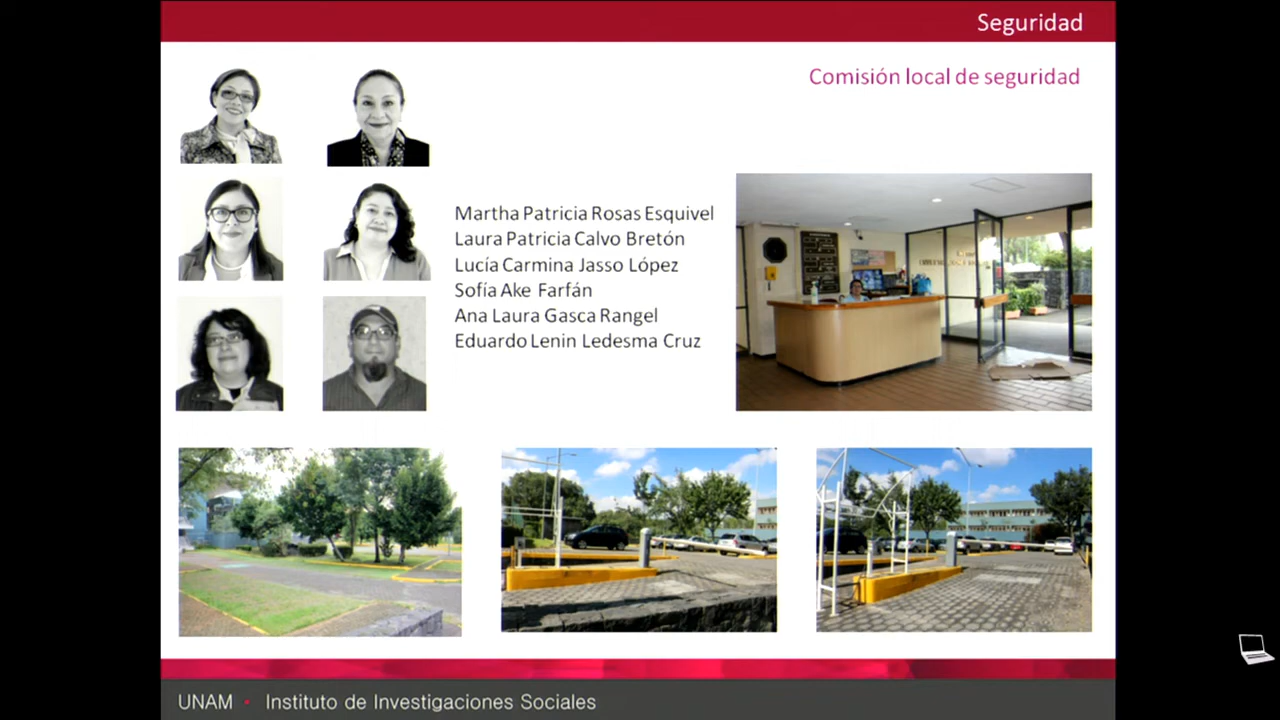 Seguridad
Comisión local de seguridad
Martha Patricia Rosas Esquivel
Laura Patricia Calvo Bretón
Lucía Carmina Jasso López
Sofía Ake Farfán
Ana Laura Gasca Rangel
Eduardo Lenin Ledesma Cruz
UNAM • Instituto de Investigaciones Sociales